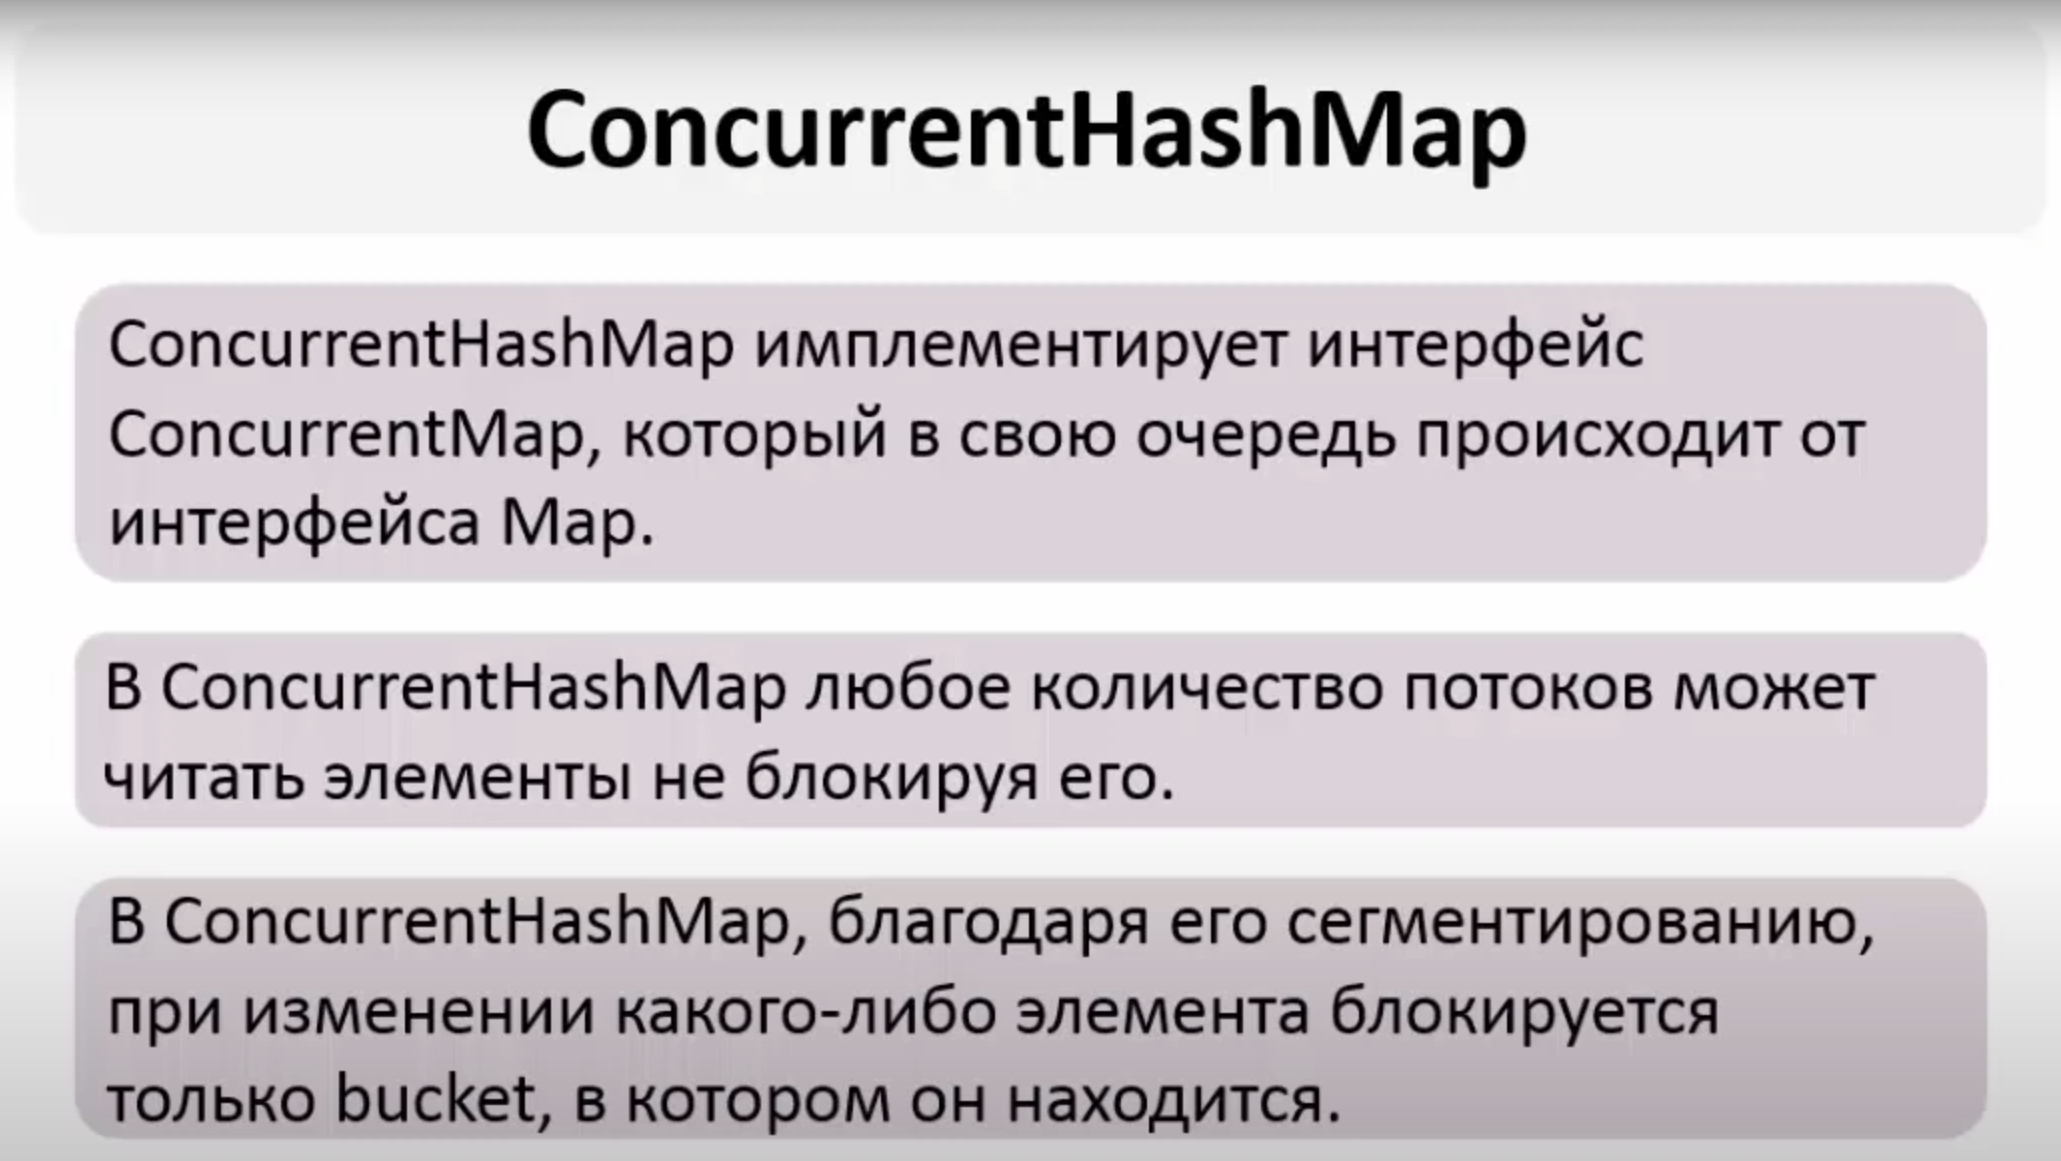 ConcurrentHashMap
ConcurrentHashMap имплементирует интерфейс
ConcurrentMap, который в свою очередь происходит от
интерфейса Map.
В ConcurrentHashMap любое количество потоков может
читать элементы не блокируя его.
В ConcurrentHashMap, благодаря его сегментированию,
при изменении какого-либо элемента блокируется
только bucket, в котором он находится.